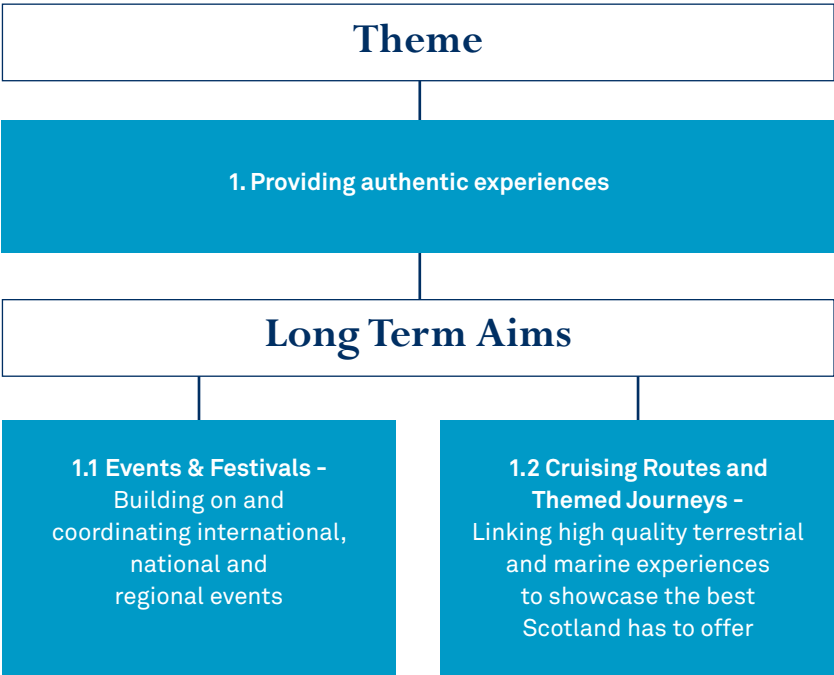 Theme
1. Providing authentic experiences
Long Term Aims
1.1 Events & Festivals -
Building on and
coordinating international,
national and
regional events
1.2 Cruising Routes and
Themed Journeys -
Linking high quality terrestrial
and marine experiences
to showcase the best
Scotland has to offer